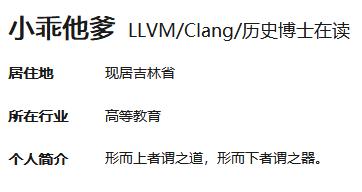 小乖他爹 LLVM/Clang/历史博士在读
居住地 现居吉林省
所在行业 高等教育
个人简介 形而上者谓之道，形而下者谓之器。